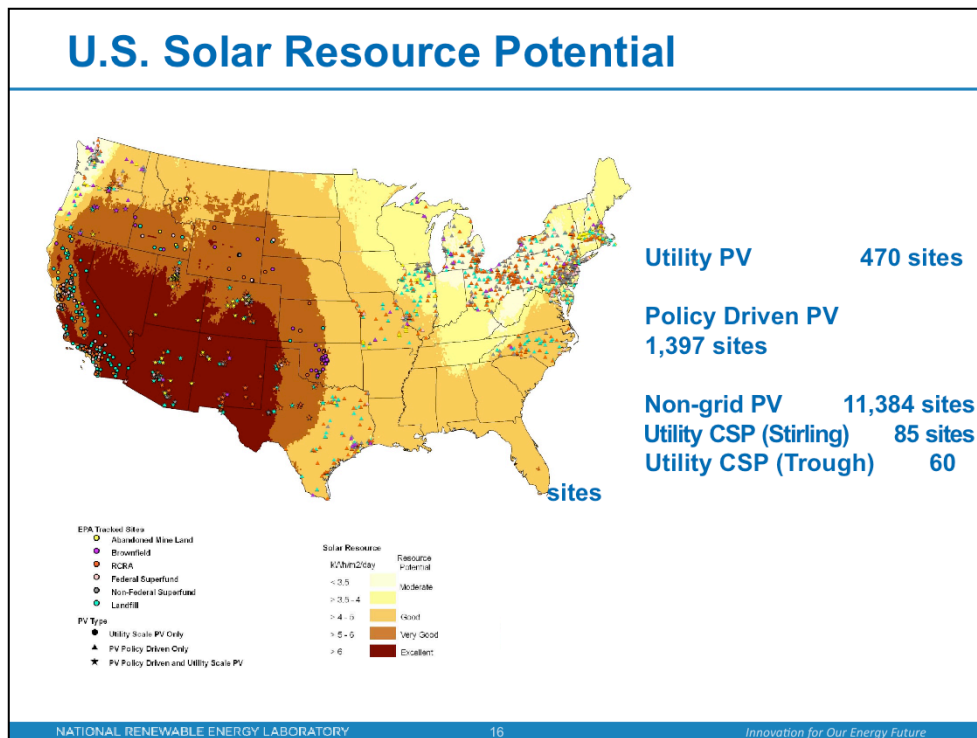 U.S. Solar Resource Potential
Utility PV 470 sites
Policy Driven PV
1,397 sites
Non-grid PV 11,384 sites
Utility CSP (Stirling) 85 sites
Utility CSP (Trough) 60
sites
EPA Tracked Sites
Abandoned Mine Land
Brownfield
RCRA
Federal Superfund
Non-Federal Superfund
Landfill
PV Type
Utility Scale PV Only
PV Policy Driven Only
PV Policy Driven and Utility Scale PV
Solar Resource
kWh/m2/day Resource Potential
< 3.5 Moderate
> 3.5 - 4
> 4 - 5 Good
> 5 - 6 Very Good
> 6 Excellent
NATIONAL RENEWABLE ENERGY LABORATORY 16 Innovation for Our Energy Future